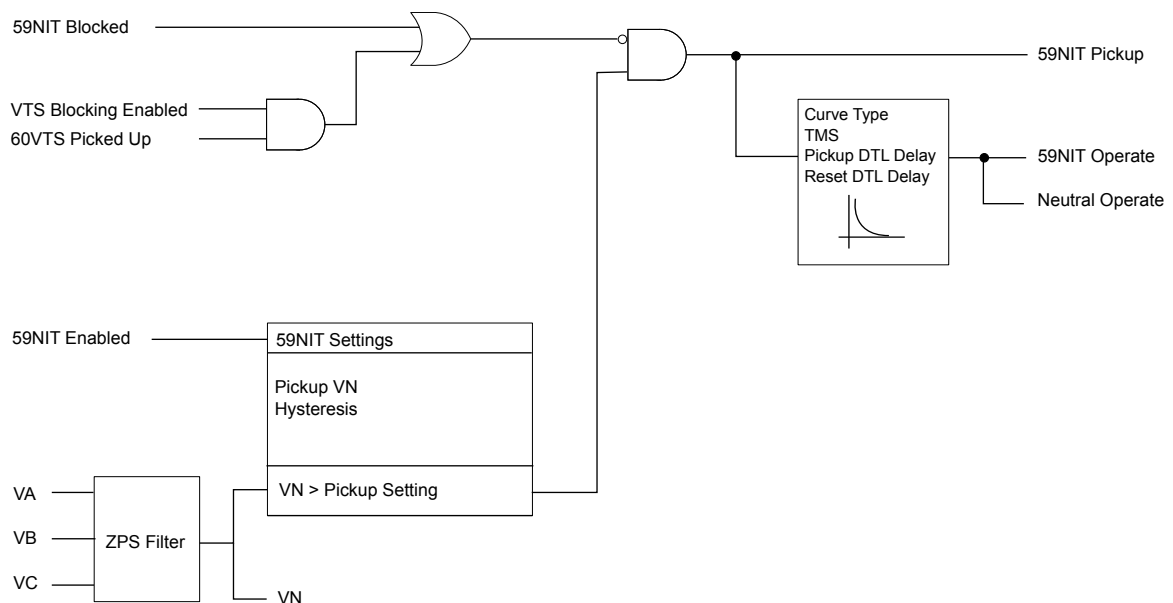 59NIT Blocked
VTS Blocking Enabled
60VTS Picked Up
59NIT Pickup
Curve Type
TMS
Pickup DTL Delay
Reset DTL Delay
59NIT Operate
Neutral Operate
59NIT Enabled
59NIT Settings
Pickup VN
Hysteresis
VN > Pickup Setting
VA
VB
VC
ZPS Filter
VN